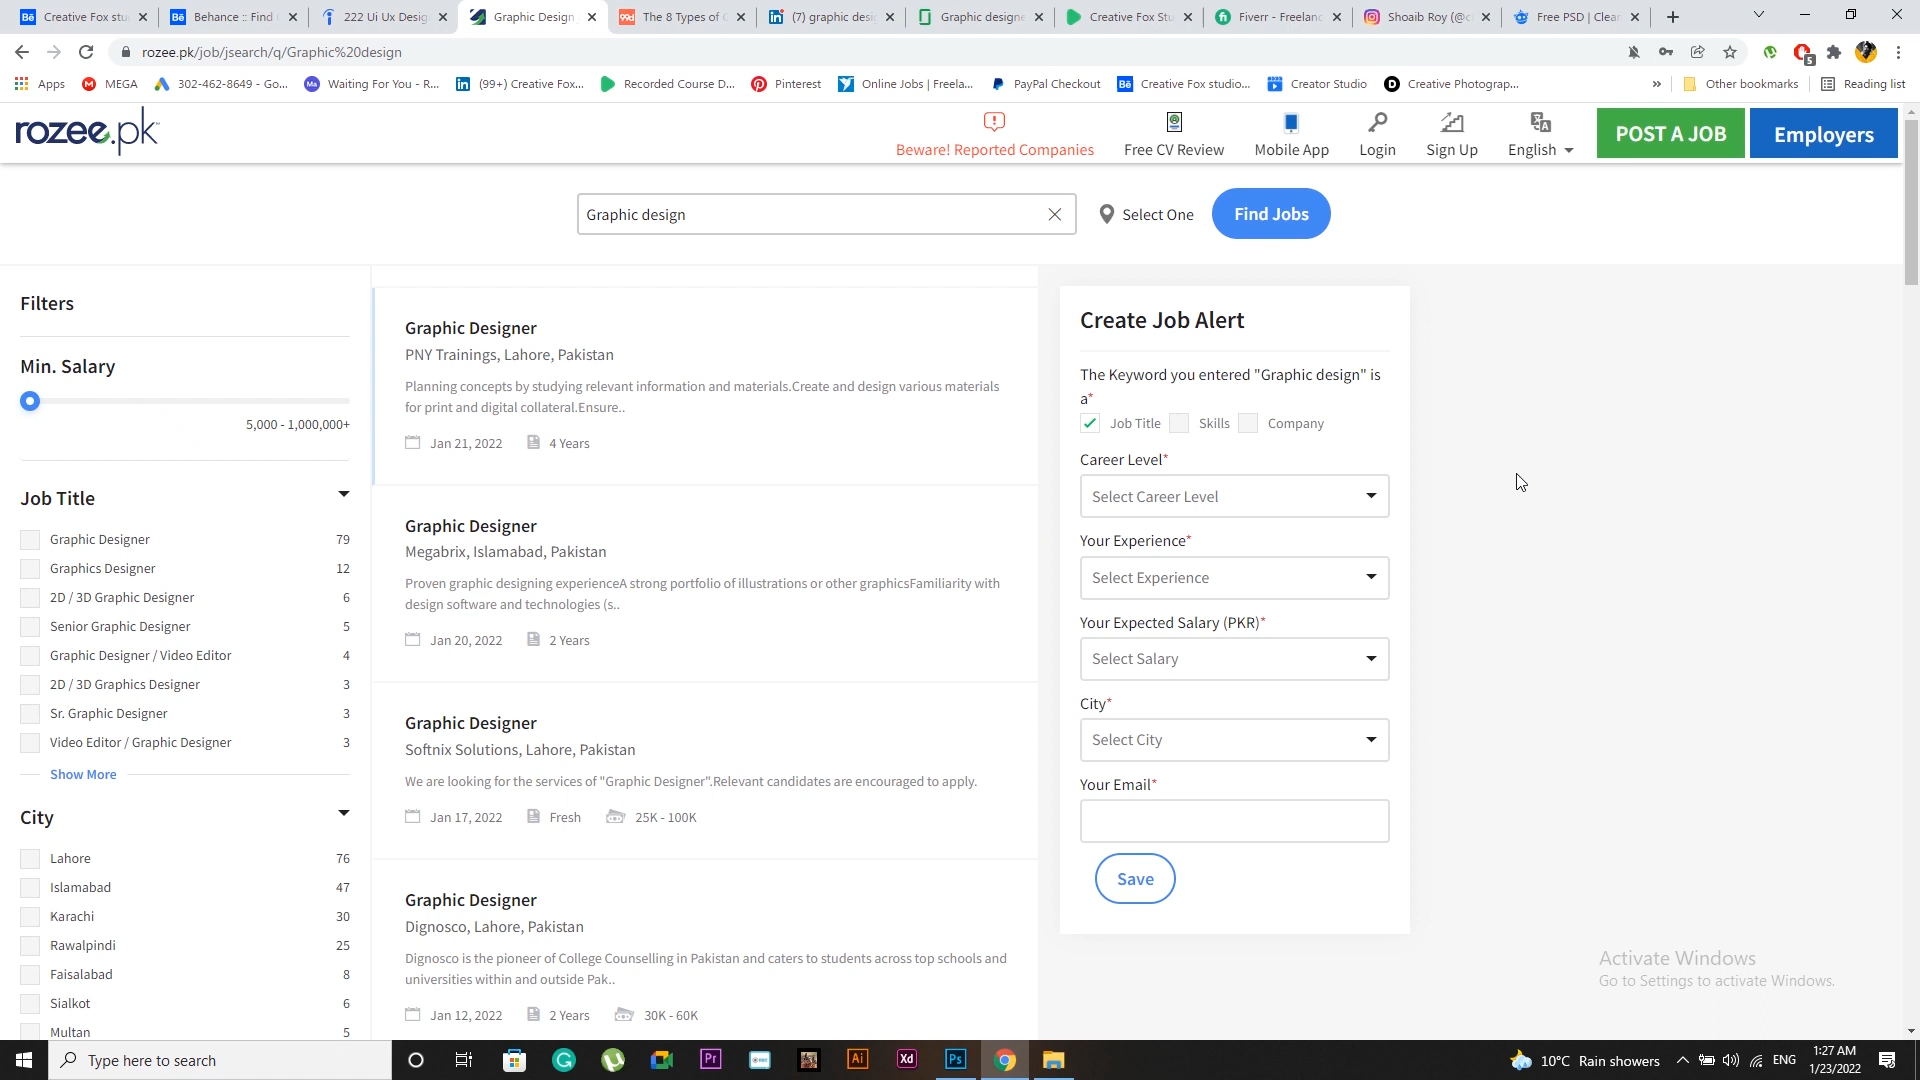 Creative Fox stu
Behance :: Find
222 Ui Ux Desig
Graphic Design
The 8 Types of
(7) graphic desi
Graphic designe
Creative Fox Stu
Fiverr - Freelanc
Shoaib Roy (@c
Free PSD | Clea
rozee.pk/job/jsearch/q/Graphic%20design
Apps
MEGA
302-462-8649 - Go...
Waiting For You - R...
(99+) Creative Fox...
Recorded Course D...
Pinterest
Online Jobs | Freela...
PayPal Checkout
Creative Fox studio...
Creator Studio
Creative Photograp...
»
Other bookmarks
Reading list
rozee.pk
Beware! Reported Companies
Free CV Review
Mobile App
Login
Sign Up
English
POST A JOB
Employers
Graphic design
Select One
Find Jobs
Filters
Min. Salary
5,000 - 1,000,000+
Job Title
Graphic Designer 79
Graphics Designer 12
2D / 3D Graphic Designer 6
Senior Graphic Designer 5
Graphic Designer / Video Editor 4
2D / 3D Graphics Designer 3
Sr. Graphic Designer 3
Video Editor / Graphic Designer 3
Show More
City
Lahore 76
Islamabad 47
Karachi 30
Rawalpindi 25
Faisalabad 8
Sialkot 6
Multan 5
Graphic Designer
PNY Trainings, Lahore, Pakistan
Planning concepts by studying relevant information and materials.Create and design various materials
for print and digital collateral.Ensure..
Jan 21, 2022 4 Years
Graphic Designer
Megabrix, Islamabad, Pakistan
Proven graphic designing experienceA strong portfolio of illustrations or other graphicsFamiliarity with
design software and technologies (s..
Jan 20, 2022 2 Years
Graphic Designer
Softnix Solutions, Lahore, Pakistan
We are looking for the services of "Graphic Designer".Relevant candidates are encouraged to apply.
Jan 17, 2022 Fresh 25K - 100K
Graphic Designer
Dignosco, Lahore, Pakistan
Dignosco is the pioneer of College Counselling in Pakistan and caters to students across top schools and
universities within and outside Pak..
Jan 12, 2022 2 Years 30K - 60K
Create Job Alert
The Keyword you entered "Graphic design" is
a*
Job Title Skills Company
Career Level*
Select Career Level
Your Experience*
Select Experience
Your Expected Salary (PKR)*
Select Salary
City*
Select City
Your Email*
Save
Activate Windows
Go to Settings to activate Windows.
Type here to search
10°C Rain showers
ENG
1:27 AM
1/23/2022